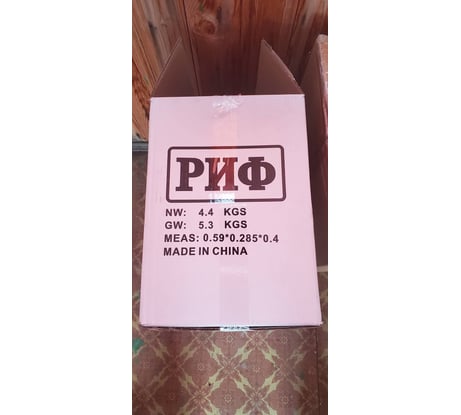 РИФ
NW: 4.4 KGS
GW: 5.3 KGS
MEAS: 0.59*0.285*0.4
MADE IN CHINA